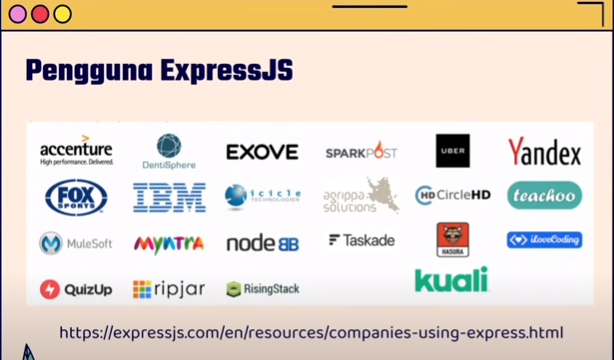 Pengguna ExpressJS
accenture
High performance. Delivered.
DentiSphere
EXOVE
SPARKPOST
UBER
Yandex
FOX
SPORTS
IBM
icicle
TECHNOLOGIES
agrippa
solutions
HD CircleHD
teachoo
MuleSoft
Myntra
nodeBB
Taskade
HASURA
iLoveCoding
QuizUp
ripjar
RisingStack
kuali
https://expressjs.com/en/resources/companies-using-express.html